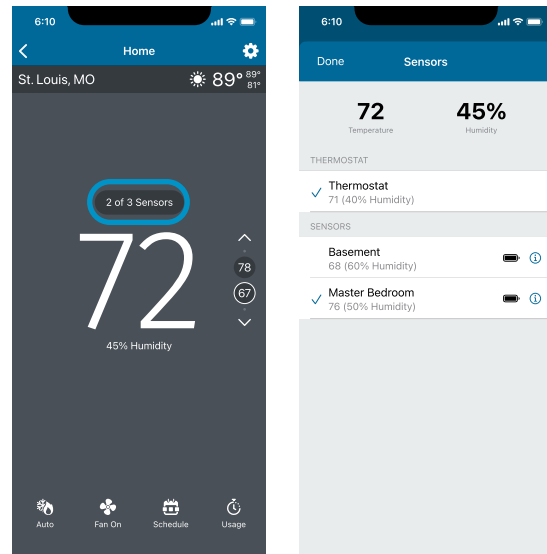 6:10
Home
St. Louis, MO
89°
89°
81°
2 of 3 Sensors
72
78
67
45% Humidity
Auto
Fan On
Schedule
Usage
6:10
Done
Sensors
72
45%
Temperature
Humidity
THERMOSTAT
Thermostat
71 (40% Humidity)
SENSORS
Basement
68 (60% Humidity)
Master Bedroom
76 (50% Humidity)